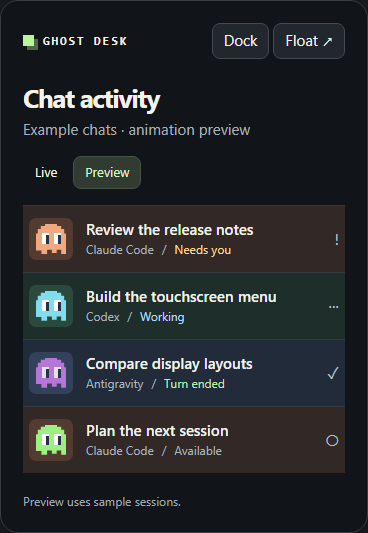 GHOST DESK
Dock
Float ↗
Chat activity
Example chats · animation preview
Live
Preview
Review the release notes
Claude Code / Needs you
!
Build the touchscreen menu
Codex / Working
…
Compare display layouts
Antigravity / Turn ended
✓
Plan the next session
Claude Code / Available
○
Preview uses sample sessions.